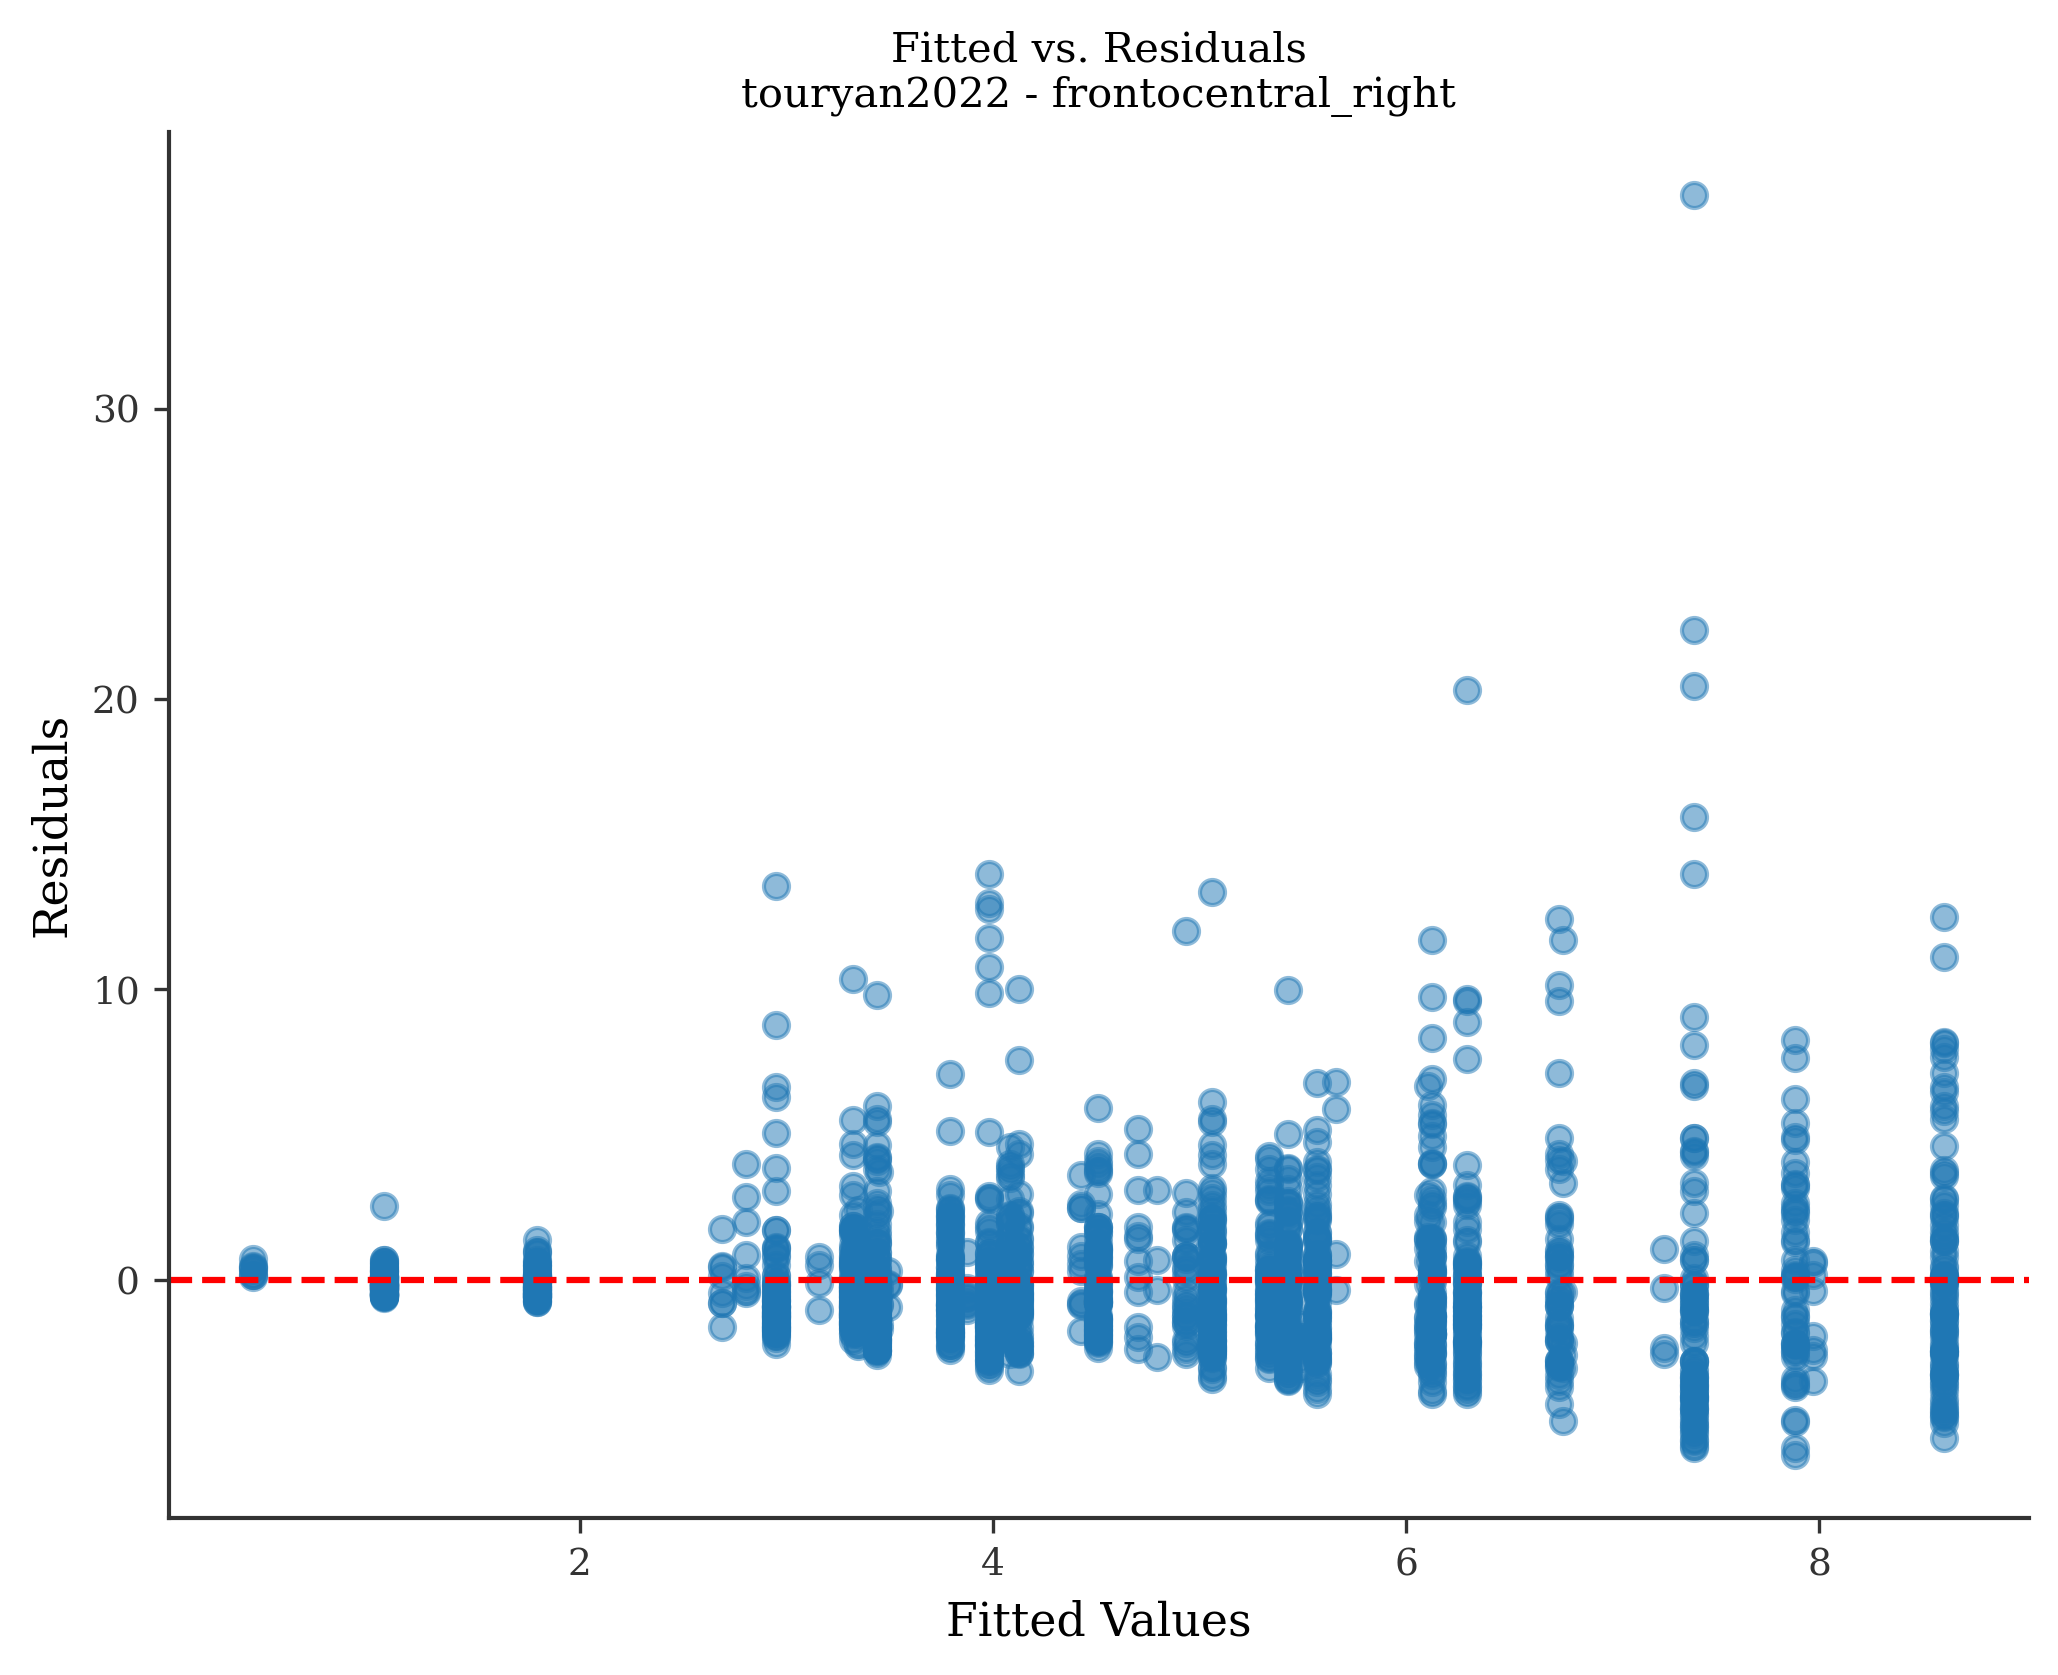 Fitted vs. Residuals
touryan2022 - frontocentral_right
Residuals
30
20
10
0
2
4
6
8
Fitted Values